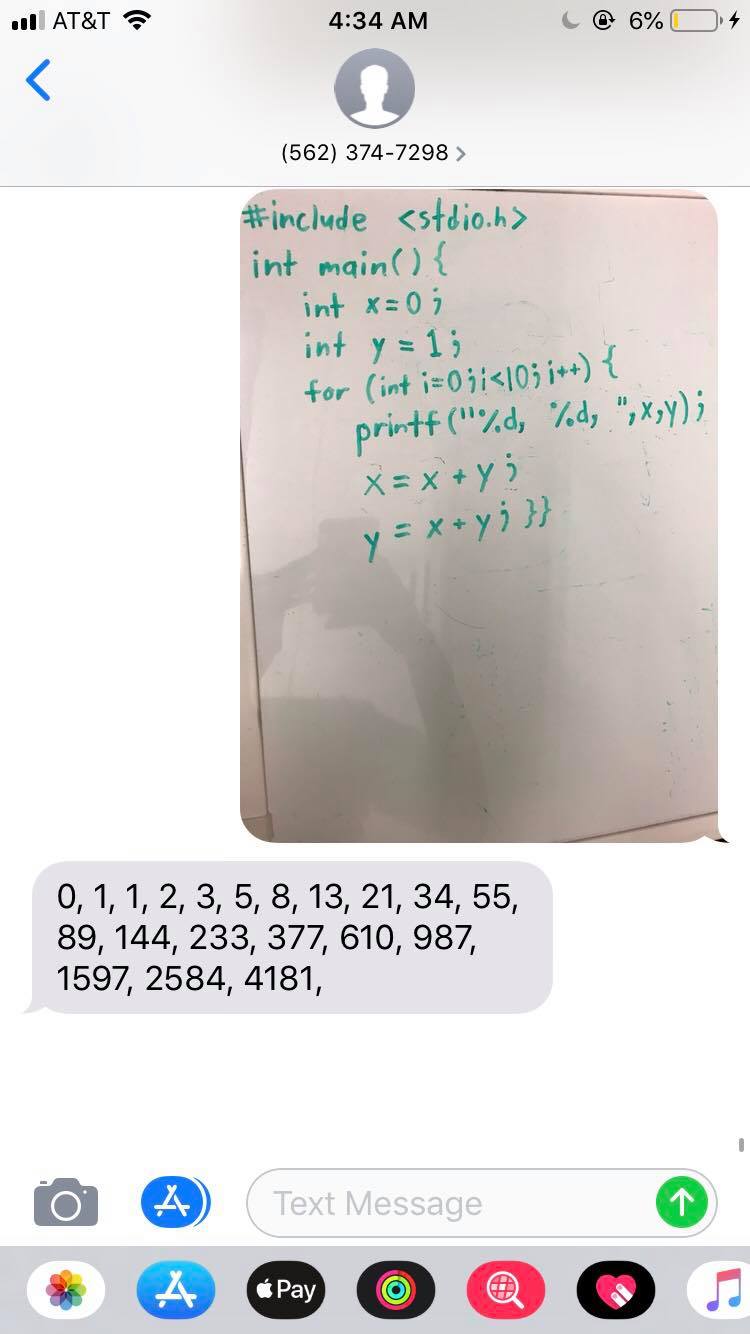 AT&T 4:34 AM 6%
(562) 374-7298
#include <stdio.h>
int main(){
int x=0;
int y=1;
for (int i=0;i<10;i++) {
printf("%d, %d, ",x,y);
x=x+y;
y=x+y; }}
0, 1, 1, 2, 3, 5, 8, 13, 21, 34, 55,
89, 144, 233, 377, 610, 987,
1597, 2584, 4181,
Text Message
Pay